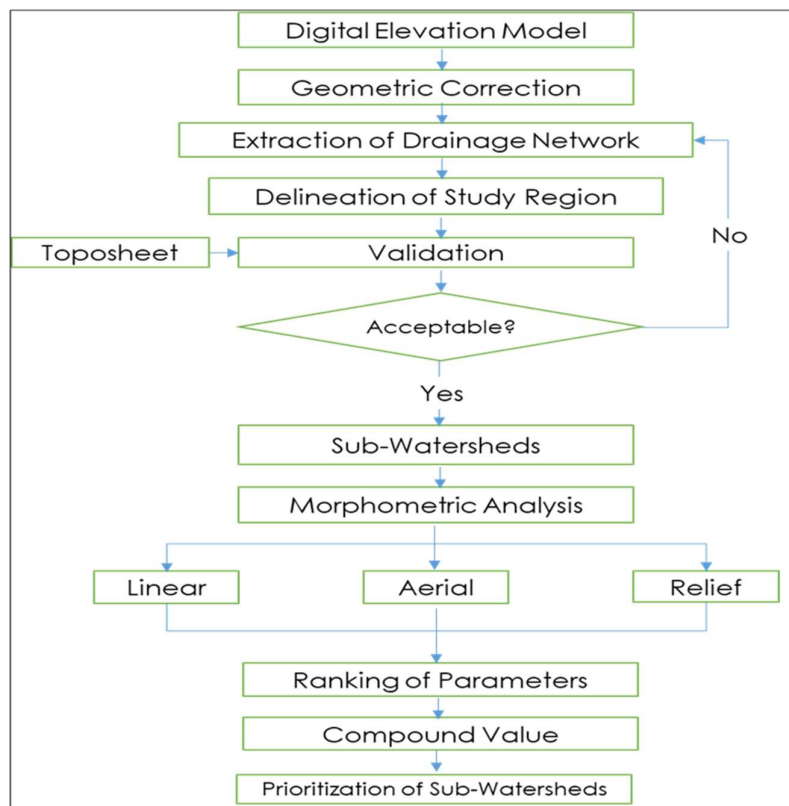 Digital Elevation Model
Geometric Correction
Extraction of Drainage Network
Delineation of Study Region
No
Toposheet
Validation
Acceptable?
Yes
Sub-Watersheds
Morphometric Analysis
Linear
Aerial
Relief
Ranking of Parameters
Compound Value
Prioritization of Sub-Watersheds